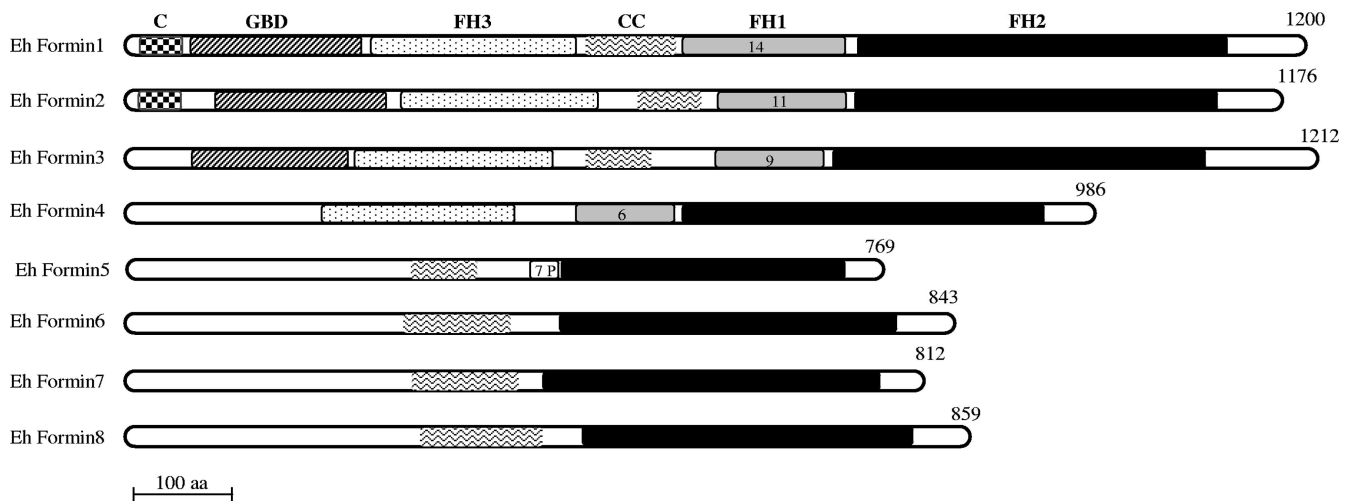 C GBD FH3 CC FH1 FH2 1200
Eh Formin1 14
1176
Eh Formin2 11
1212
Eh Formin3 9
986
Eh Formin4 6
769
Eh Formin5 7 P
843
Eh Formin6
812
Eh Formin7
859
Eh Formin8
100 aa